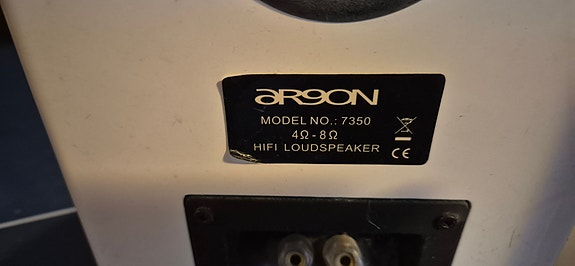 ARGON
MODEL NO.: 7350
4Ω - 8Ω
HIFI LOUDSPEAKER
CE